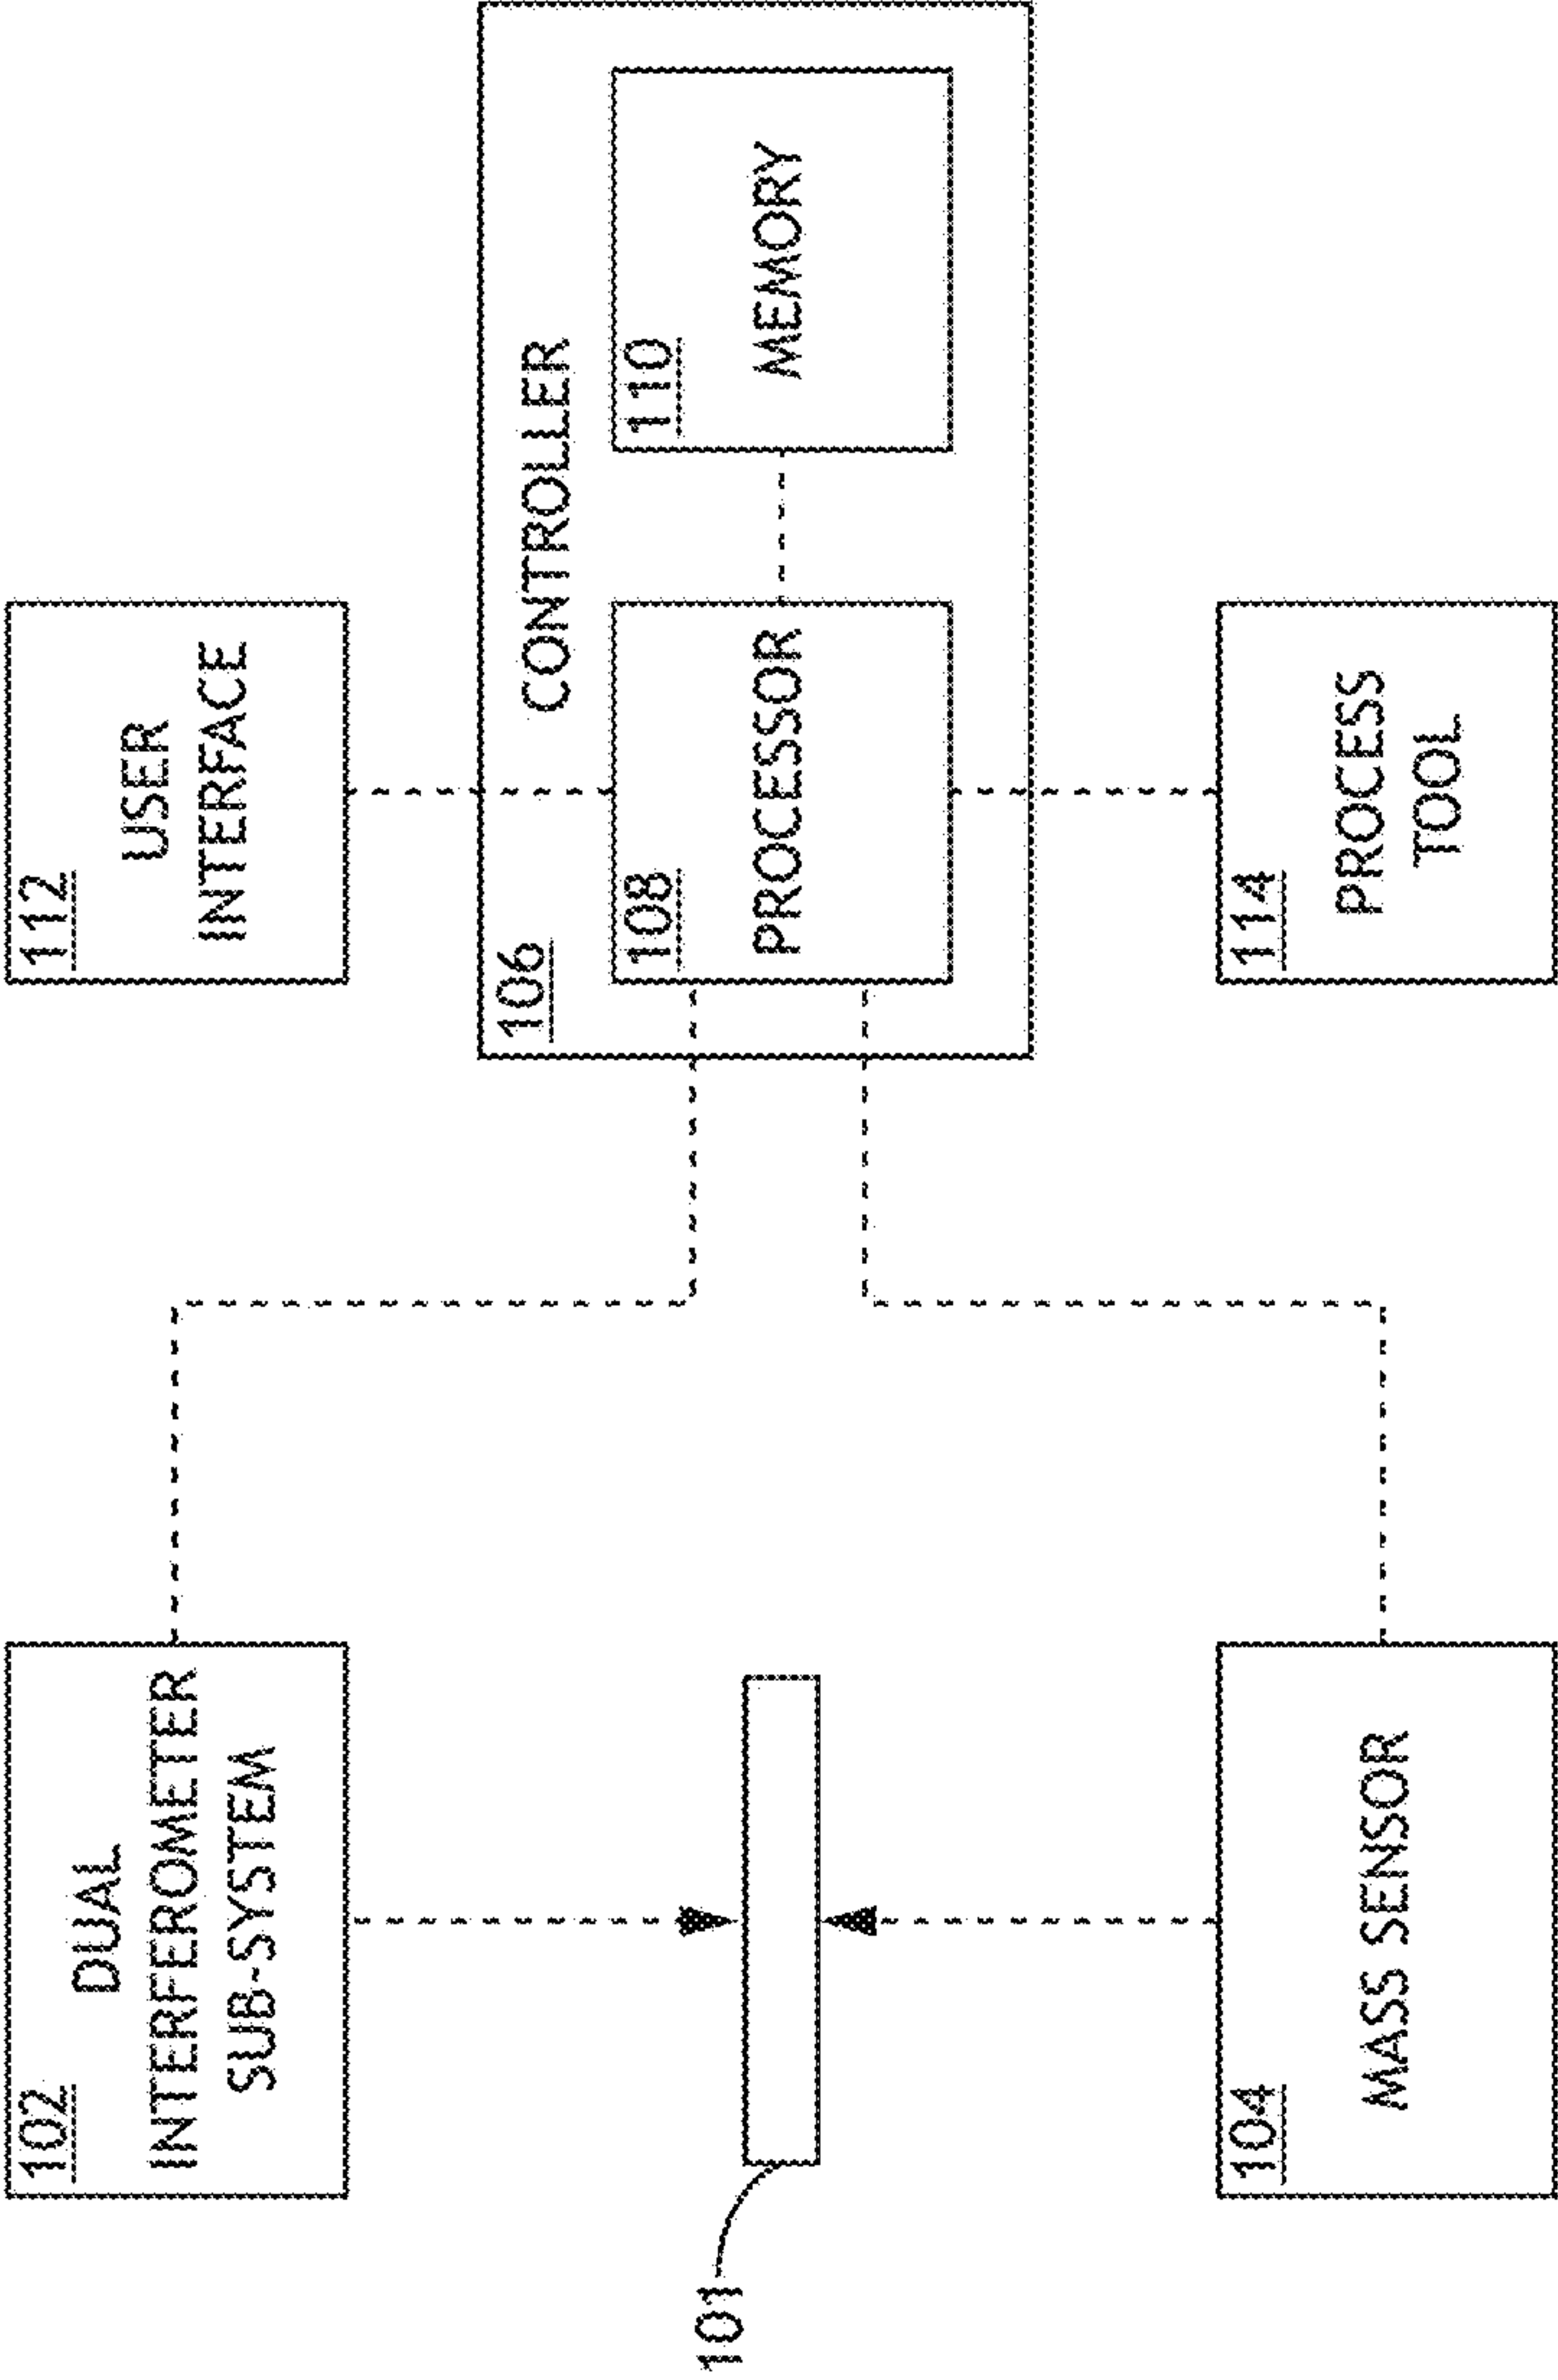 102
DUAL
INTERFEROMETER
SUB-SYSTEM
112
USER
INTERFACE
101
106
CONTROLLER
108
PROCESSOR
110
MEMORY
104
MASS SENSOR
114
PROCESS
TOOL